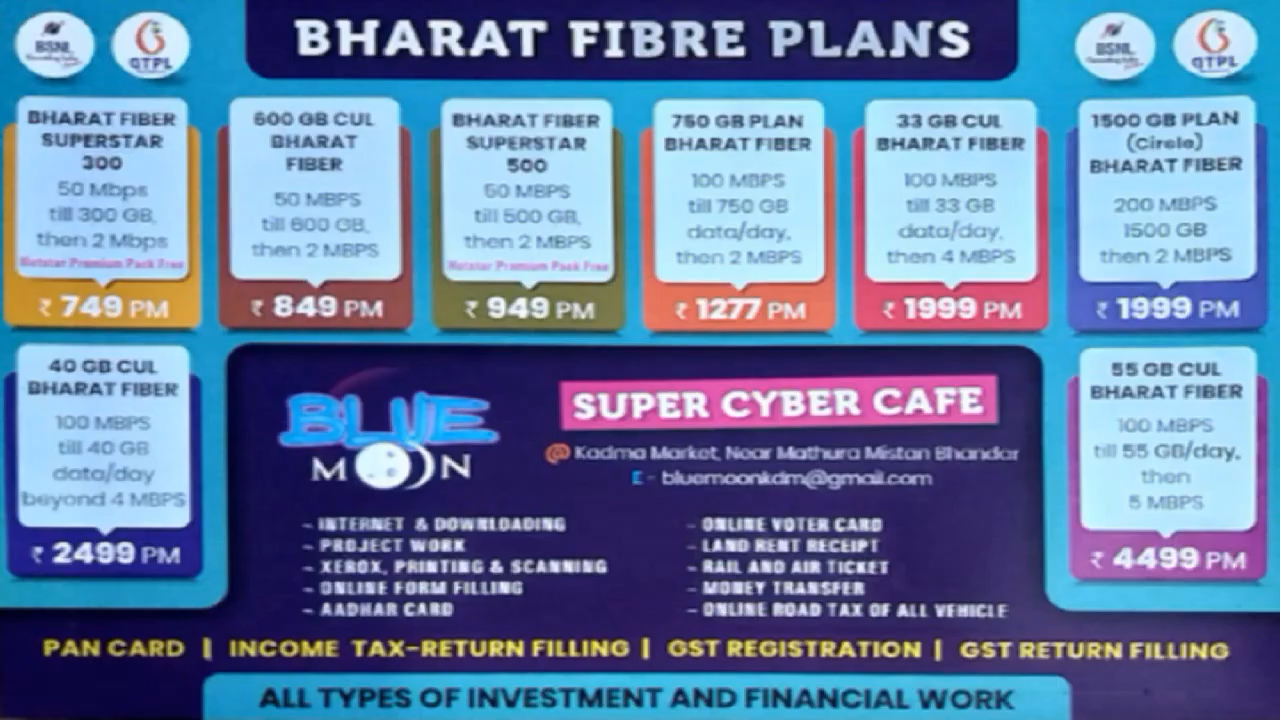 BSNL
GTPL
BHARAT FIBRE PLANS
BSNL
GTPL
BHARAT FIBER
SUPERSTAR
300
50 Mbps
till 300 GB,
then 2 Mbps
Hotstar Premium Pack Free
₹ 749 PM
600 GB CUL
BHARAT
FIBER
50 MBPS
till 600 GB,
then 2 MBPS
₹ 849 PM
BHARAT FIBER
SUPERSTAR
500
50 MBPS
till 500 GB,
then 2 MBPS
Hotstar Premium Pack Free
₹ 949 PM
750 GB PLAN
BHARAT FIBER
100 MBPS
till 750 GB
data/day,
then 2 MBPS
₹ 1277 PM
33 GB CUL
BHARAT FIBER
100 MBPS
till 33 GB
data/day,
then 4 MBPS
₹ 1999 PM
1500 GB PLAN
(Circle)
BHARAT FIBER
200 MBPS
1500 GB
then 2 MBPS
₹ 1999 PM
40 GB CUL
BHARAT FIBER
100 MBPS
till 40 GB
data/day
beyond 4 MBPS
₹ 2499 PM
BLUE
MOON
SUPER CYBER CAFE
@ Kadma Market, Near Mathura Mistan Bhandar
E - bluemoonkdm@gmail.com
- INTERNET & DOWNLOADING
- PROJECT WORK
- XEROX, PRINTING & SCANNING
- ONLINE FORM FILLING
- AADHAR CARD
- ONLINE VOTER CARD
- LAND RENT RECEIPT
- RAIL AND AIR TICKET
- MONEY TRANSFER
- ONLINE ROAD TAX OF ALL VEHICLE
55 GB CUL
BHARAT FIBER
100 MBPS
till 55 GB/day,
then
5 MBPS
₹ 4499 PM
PAN CARD | INCOME TAX-RETURN FILLING | GST REGISTRATION | GST RETURN FILLING
ALL TYPES OF INVESTMENT AND FINANCIAL WORK